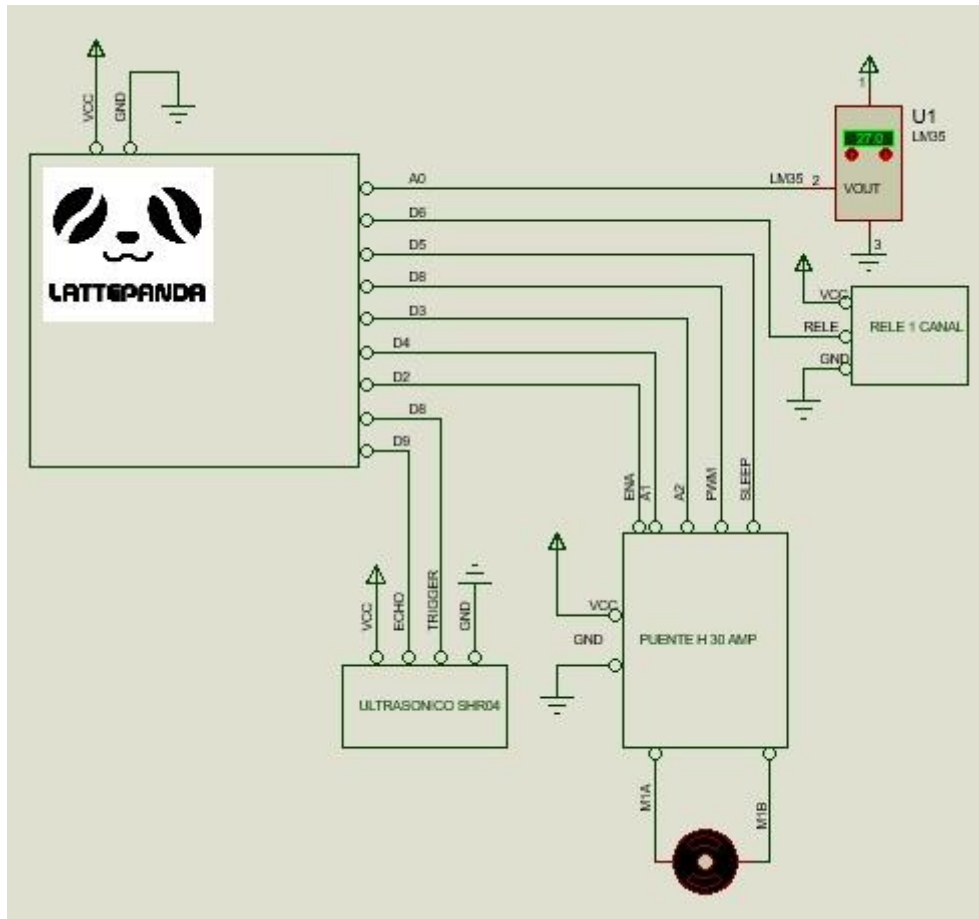 VCC
GND
LATTEPANDA
A0
D6
D5
D8
D3
D4
D2
D8
D9
1
U1
LM35
27.0
LM35 2
VOUT
3
VCC
RELE
GND
RELE 1 CANAL
ENA
A1
A2
PWM
SLEEP
VCC
GND
PUENTE H 30 AMP
VCC
ECHO
TRIGGER
GND
ULTRASONICO SHR04
M1A
M1B